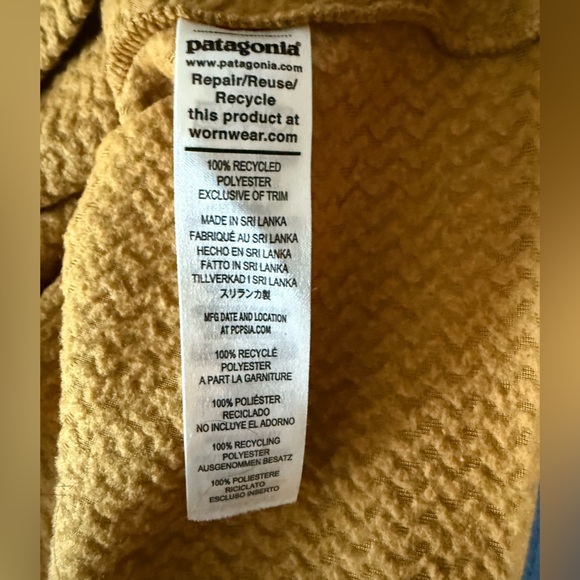 patagonia®
www.patagonia.com
Repair/Reuse/
Recycle
this product at
wornwear.com
100% RECYCLED
POLYESTER
EXCLUSIVE OF TRIM
MADE IN SRI LANKA
FABRIQUÉ AU SRI LANKA
HECHO EN SRI LANKA
FATTO IN SRI LANKA
TILLVERKAD I SRI LANKA
スリランカ製
MFG DATE AND LOCATION
AT PCPSIA.COM
100% RECYCLÉ
POLYESTER
A PART LA GARNITURE
100% POLIÉSTER
RECICLADO
NO INCLUYE EL ADORNO
100% RECYCLING
POLYESTER
AUSGENOMMEN BESATZ
100% POLIESTERE
RICICLATO
ESCLUSO INSERTO